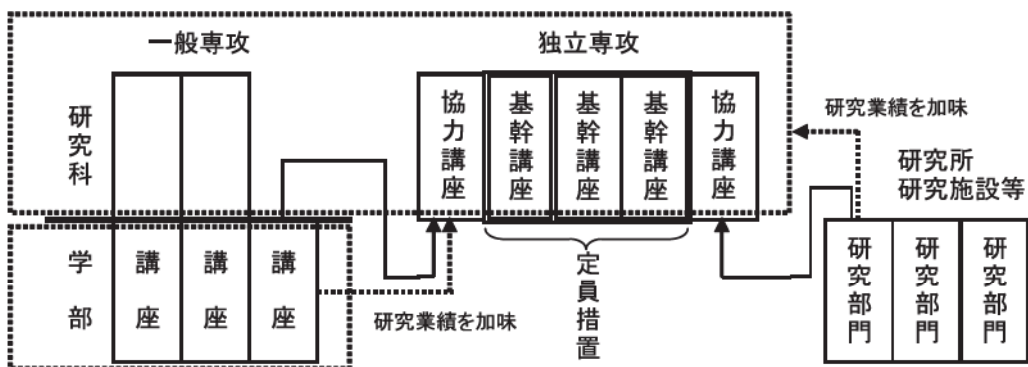 一般専攻
独立専攻
研究科
協力講座
基幹講座
基幹講座
基幹講座
協力講座
研究業績を加味
研究所
研究施設等
学部
講座
講座
講座
研究業績を加味
定員措置
研究部門
研究部門
研究部門